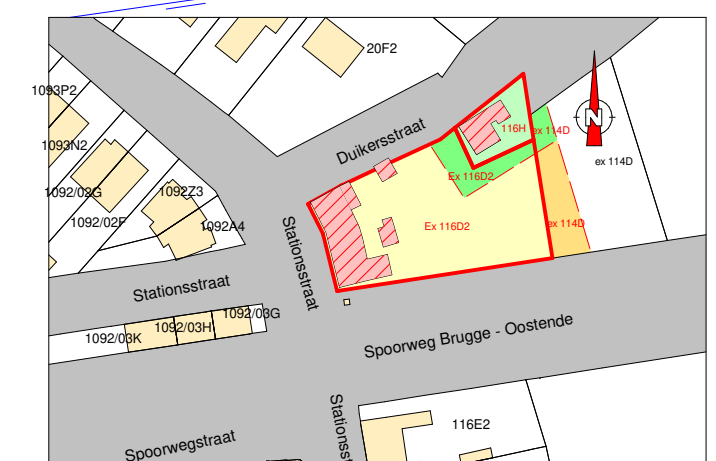 20F2
1093P2
Duikersstraat
116H
ex 114D
N
1093N2
ex 114D
Ex 116D2
1092/02G
1092Z3
1092/02F
1092A4
Ex 116D2
ex 114D
Stationsstraat
Stationsstraat
1092/03G
1092/03H
1092/03K
Spoorweg Brugge - Oostende
Stationsst
116E2
Spoorwegstraat